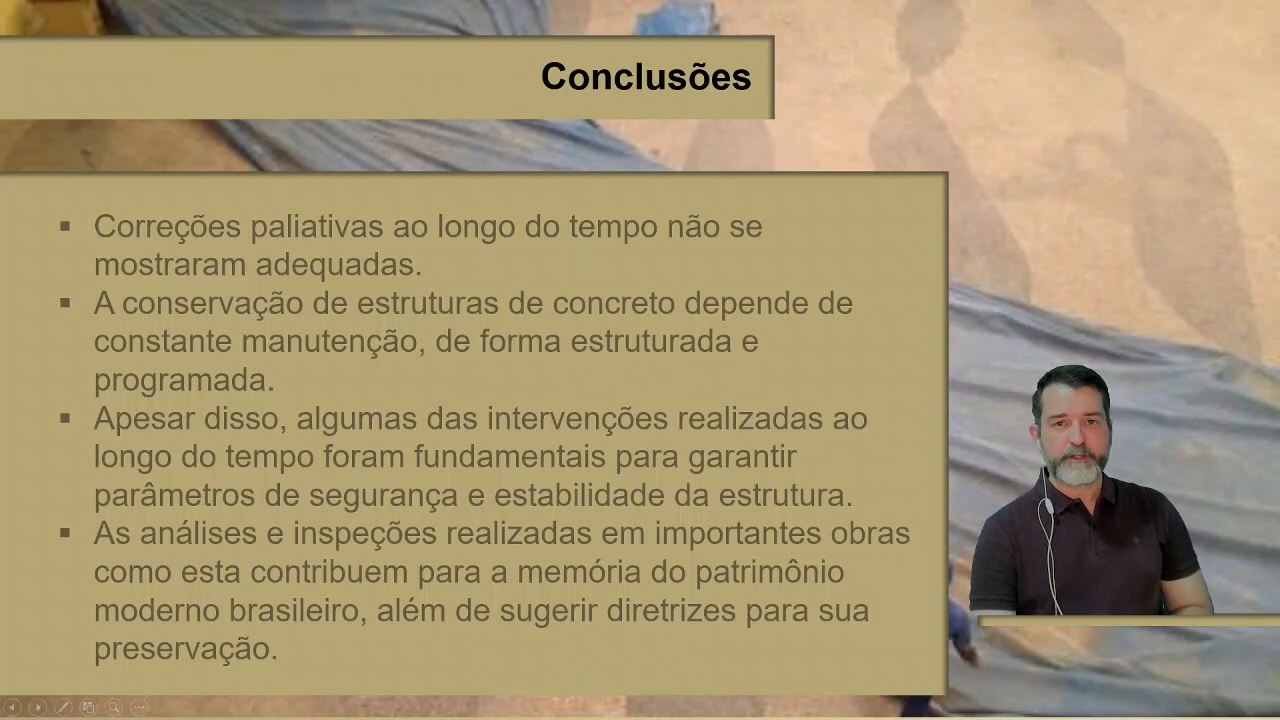 Conclusões
▪ Correções paliativas ao longo do tempo não se
mostraram adequadas.
▪ A conservação de estruturas de concreto depende de
constante manutenção, de forma estruturada e
programada.
▪ Apesar disso, algumas das intervenções realizadas ao
longo do tempo foram fundamentais para garantir
parâmetros de segurança e estabilidade da estrutura.
▪ As análises e inspeções realizadas em importantes obras
como esta contribuem para a memória do patrimônio
moderno brasileiro, além de sugerir diretrizes para sua
preservação.